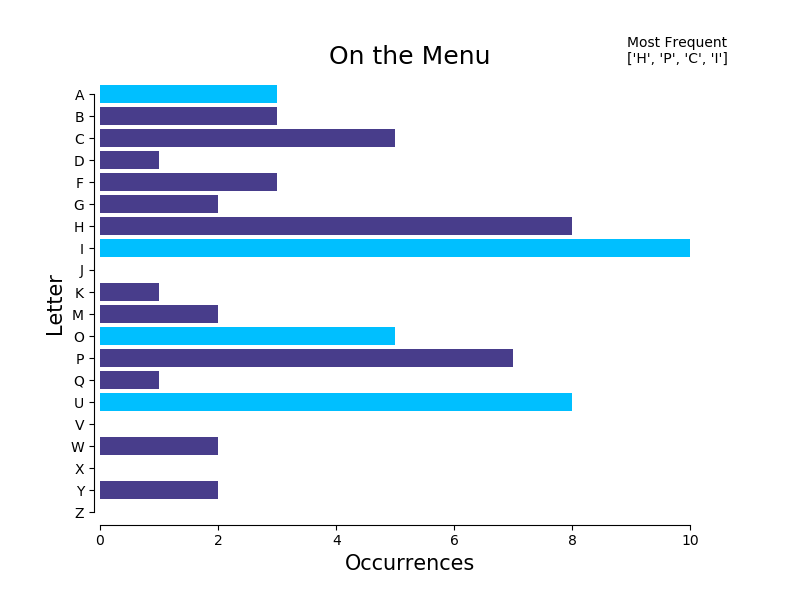 On the Menu
Most Frequent
['H', 'P', 'C', 'I']
A
B
C
D
F
G
H
I
J
K
M
O
P
Q
U
V
W
X
Y
Z
Letter
0 2 4 6 8 10
Occurrences